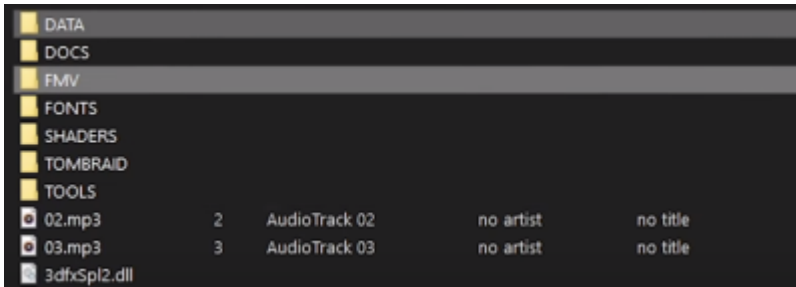 DATA
DOCS
FMV
FONTS
SHADERS
TOMBRAID
TOOLS
02.mp3 2 AudioTrack 02 no artist no title
03.mp3 3 AudioTrack 03 no artist no title
3dfxSpl2.dll